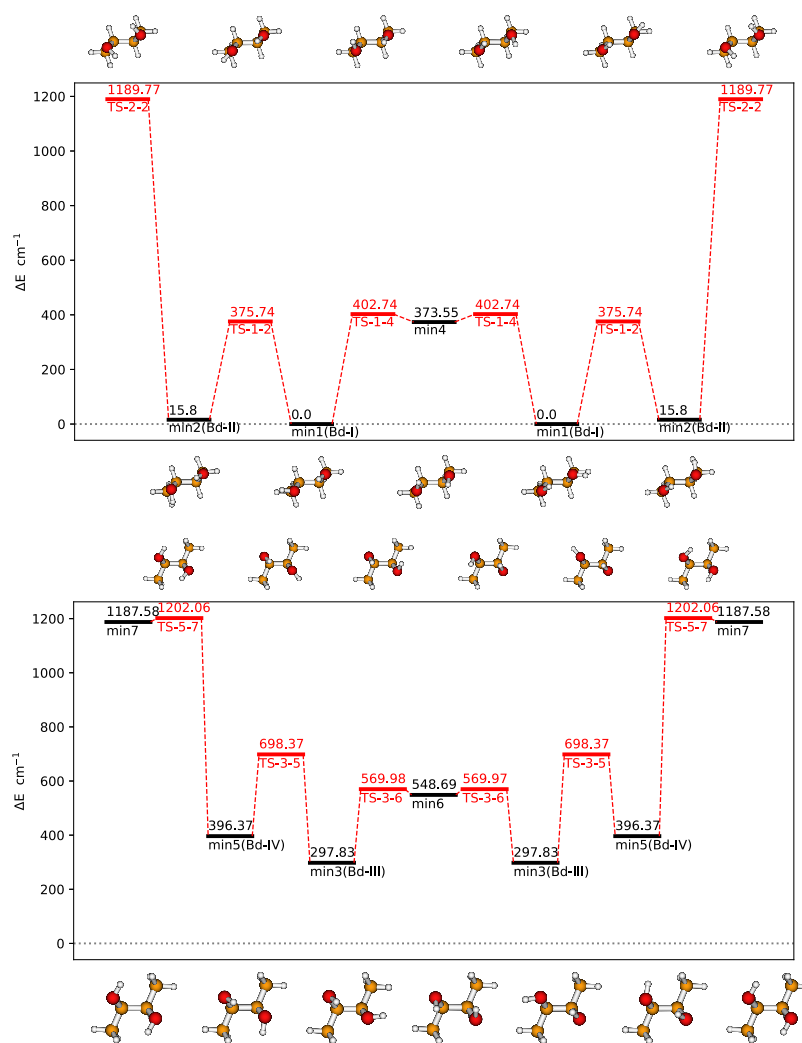 1189.77
1189.77
TS-2-2
TS-2-2
1200
1000
800
600
400
200
0
ΔE cm⁻¹
402.74
373.55
402.74
375.74
TS-1-4
min4
TS-1-4
375.74
TS-1-2
TS-1-2
15.8
0.0
0.0
15.8
min2(Bd-II)
min1(Bd-I)
min1(Bd-I)
min2(Bd-II)
1187.58
1202.06
1202.06
1187.58
min7
TS-5-7
TS-5-7
min7
1200
1000
800
600
400
200
0
ΔE cm⁻¹
698.37
698.37
TS-3-5
TS-3-5
569.98
548.69
569.97
TS-3-6
min6
TS-3-6
396.37
396.37
min5(Bd-IV)
min5(Bd-IV)
297.83
297.83
min3(Bd-III)
min3(Bd-III)